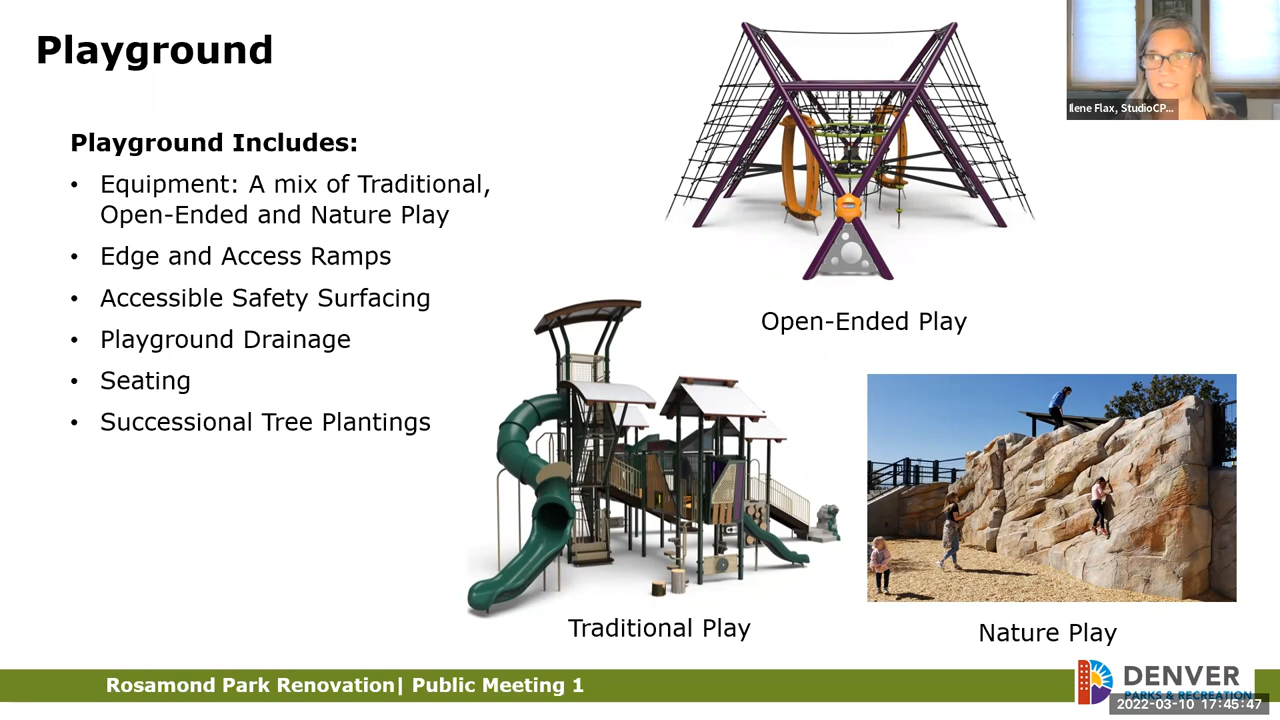 Playground
Ilene Flax, StudioCP...
Playground Includes:
• Equipment: A mix of Traditional,
Open-Ended and Nature Play
• Edge and Access Ramps
• Accessible Safety Surfacing
• Playground Drainage
• Seating
• Successional Tree Plantings
Open-Ended Play
Traditional Play
Nature Play
Rosamond Park Renovation| Public Meeting 1
DENVER
PARKS & RECREATION
2022-03-10 17:45:47